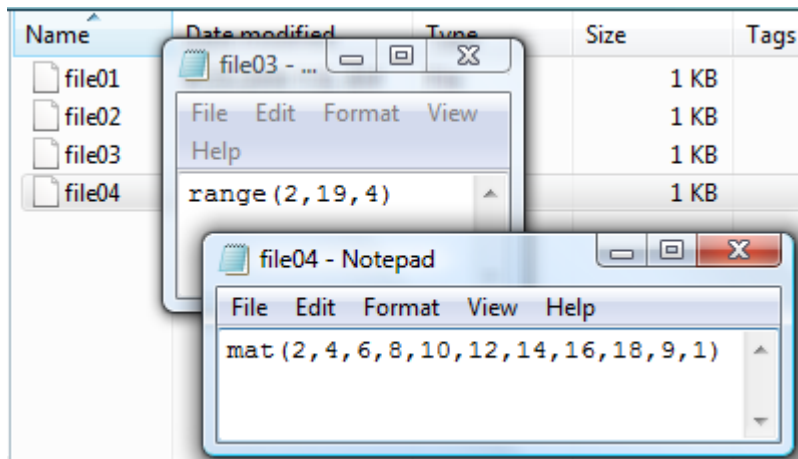 Name Date modified Type Size Tags
file01 1 KB
file02 1 KB
file03 1 KB
file04 1 KB
file03 - ...
File Edit Format View
Help
range(2,19,4)
file04 - Notepad
File Edit Format View Help
mat(2,4,6,8,10,12,14,16,18,9,1)